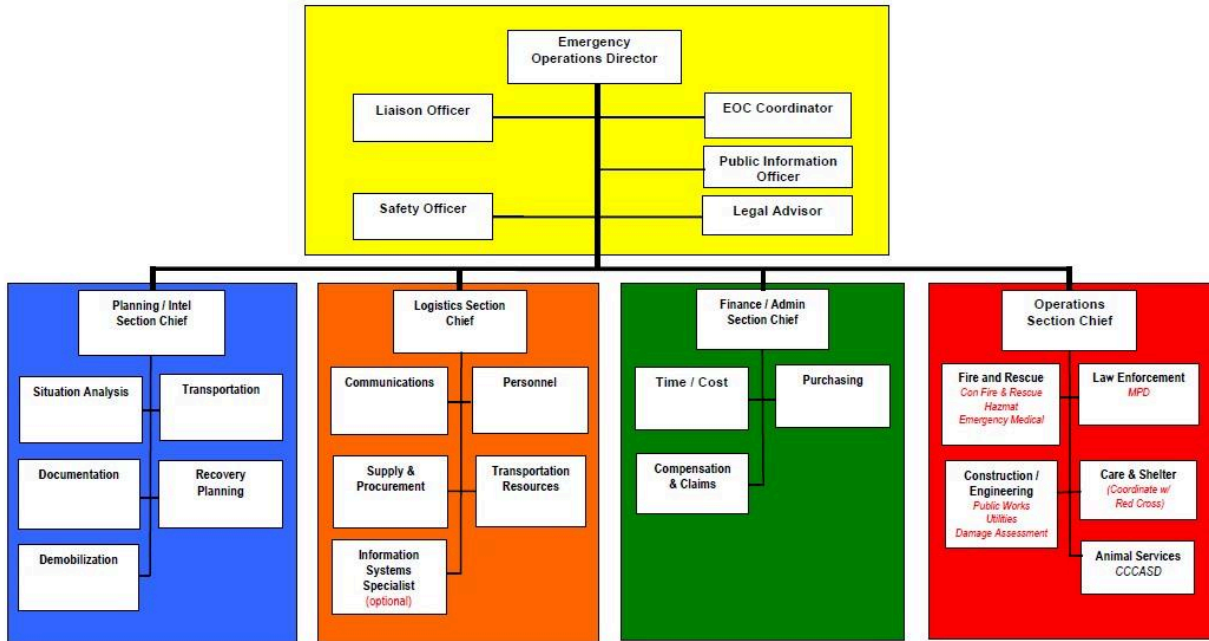 Emergency
Operations Director
Liaison Officer
EOC Coordinator
Public Information
Officer
Safety Officer
Legal Advisor
Planning / Intel
Section Chief
Situation Analysis
Transportation
Documentation
Recovery
Planning
Demobilization
Logistics Section
Chief
Communications
Personnel
Supply &
Procurement
Transportation
Resources
Information
Systems
Specialist
(optional)
Finance / Admin
Section Chief
Time / Cost
Purchasing
Compensation
& Claims
Operations
Section Chief
Fire and Rescue
Con Fire & Rescue
Hazmat
Emergency Medical
Law Enforcement
MPD
Construction /
Engineering
Public Works
Utilities
Damage Assessment
Care & Shelter
(Coordinate w/
Red Cross)
Animal Services
CCCASD